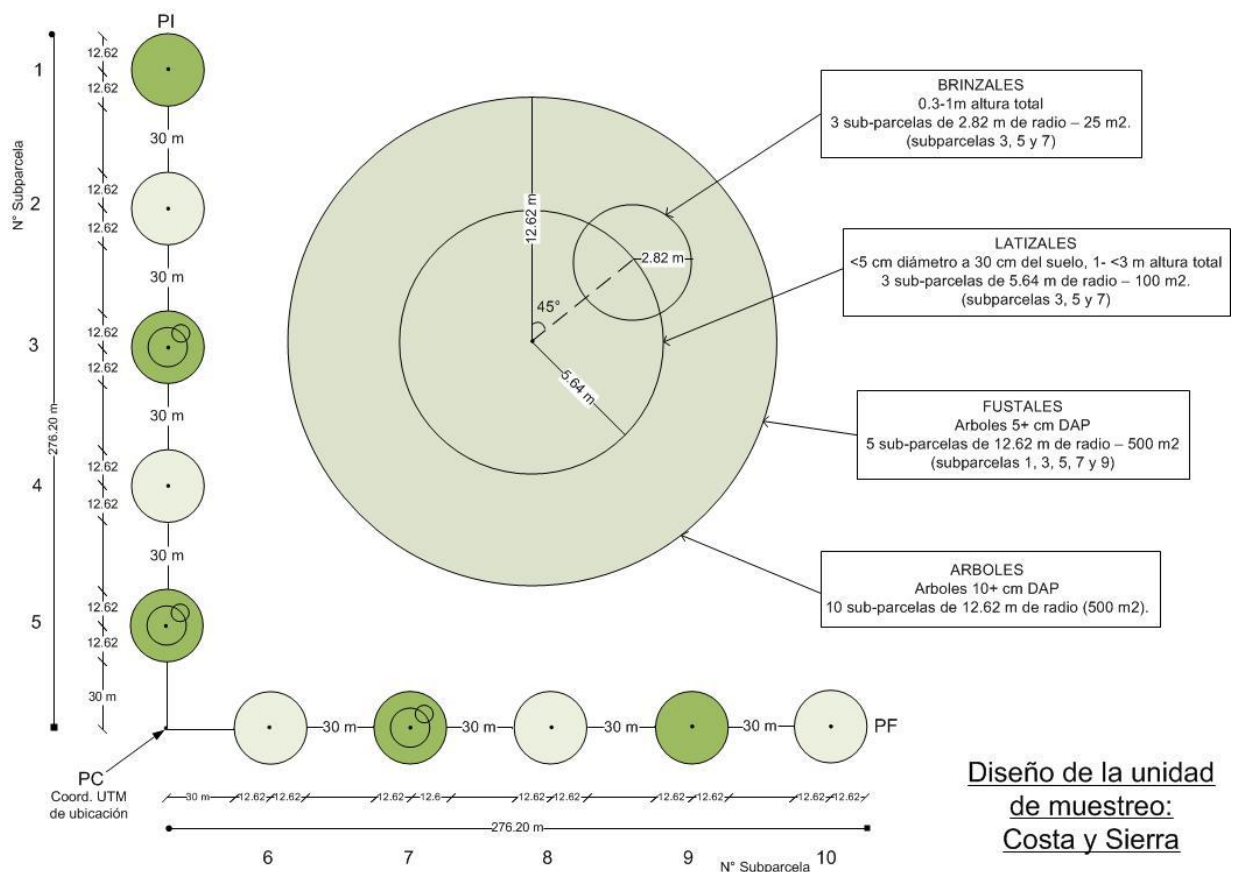 PI
12.62
12.62
1
30 m
12.62
12.62
2
N° Subparcela
30 m
12.62
12.62
3
30 m
276.20 m
12.62
12.62
4
30 m
12.62
12.62
5
30 m
PC
Coord. UTM
de ubicación
30 m
30 m
30 m
30 m
PF
30 m
12.62
12.62
12.62
12.6
12.62
12.62
12.62
12.62
12.62
12.62
276.20 m
6
7
8
9
10
N° Subparcela
12.62 m
2.82 m
45°
5.64 m
BRINZALES
0.3-1m altura total
3 sub-parcelas de 2.82 m de radio – 25 m2.
(subparcelas 3, 5 y 7)
LATIZALES
<5 cm diámetro a 30 cm del suelo, 1- <3 m altura total
3 sub-parcelas de 5.64 m de radio – 100 m2.
(subparcelas 3, 5 y 7)
FUSTALES
Arboles 5+ cm DAP
5 sub-parcelas de 12.62 m de radio – 500 m2
(subparcelas 1, 3, 5, 7 y 9)
ARBOLES
Arboles 10+ cm DAP
10 sub-parcelas de 12.62 m de radio (500 m2).
Diseño de la unidad
de muestreo:
Costa y Sierra